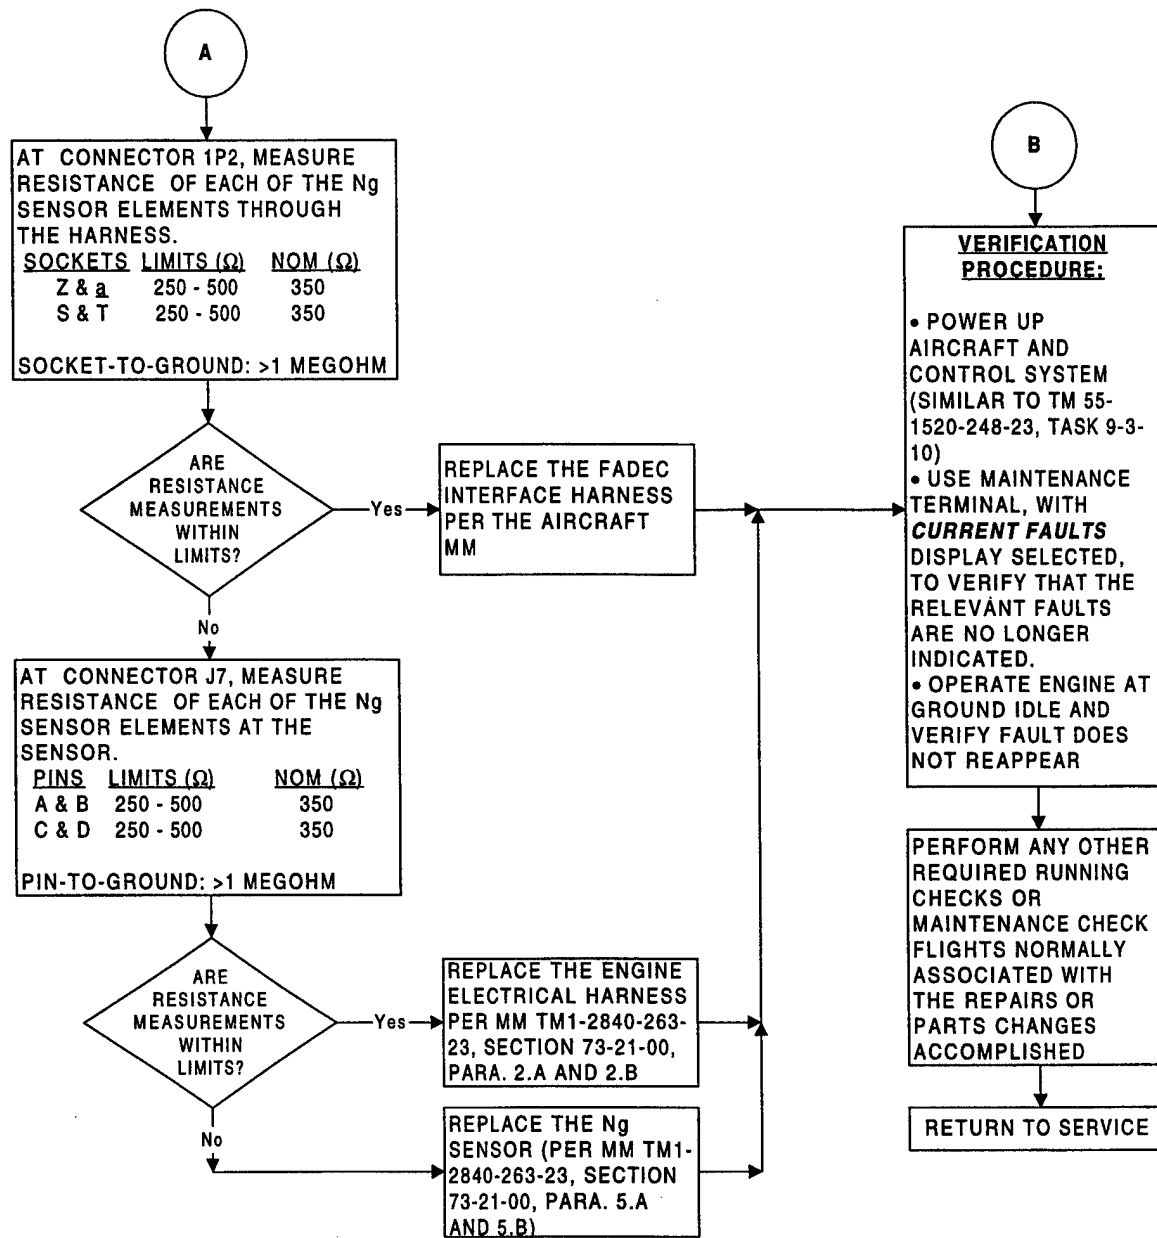 A
AT CONNECTOR 1P2, MEASURE
RESISTANCE OF EACH OF THE Ng
SENSOR ELEMENTS THROUGH
THE HARNESS.
SOCKETS LIMITS (Ω) NOM (Ω)
Z & a 250 - 500 350
S & T 250 - 500 350
SOCKET-TO-GROUND: >1 MEGOHM
ARE
RESISTANCE
MEASUREMENTS
WITHIN
LIMITS?
Yes
REPLACE THE FADEC
INTERFACE HARNESS
PER THE AIRCRAFT
MM
No
AT CONNECTOR J7, MEASURE
RESISTANCE OF EACH OF THE Ng
SENSOR ELEMENTS AT THE
SENSOR.
PINS LIMITS (Ω) NOM (Ω)
A & B 250 - 500 350
C & D 250 - 500 350
PIN-TO-GROUND: >1 MEGOHM
ARE
RESISTANCE
MEASUREMENTS
WITHIN
LIMITS?
Yes
REPLACE THE ENGINE
ELECTRICAL HARNESS
PER MM TM1-2840-263-
23, SECTION 73-21-00,
PARA. 2.A AND 2.B
No
REPLACE THE Ng
SENSOR (PER MM TM1-
2840-263-23, SECTION
73-21-00, PARA. 5.A
AND 5.B)
B
VERIFICATION
PROCEDURE:
• POWER UP
AIRCRAFT AND
CONTROL SYSTEM
(SIMILAR TO TM 55-
1520-248-23, TASK 9-3-
10)
• USE MAINTENANCE
TERMINAL, WITH
CURRENT FAULTS
DISPLAY SELECTED,
TO VERIFY THAT THE
RELEVANT FAULTS
ARE NO LONGER
INDICATED.
• OPERATE ENGINE AT
GROUND IDLE AND
VERIFY FAULT DOES
NOT REAPPEAR
PERFORM ANY OTHER
REQUIRED RUNNING
CHECKS OR
MAINTENANCE CHECK
FLIGHTS NORMALLY
ASSOCIATED WITH
THE REPAIRS OR
PARTS CHANGES
ACCOMPLISHED
RETURN TO SERVICE